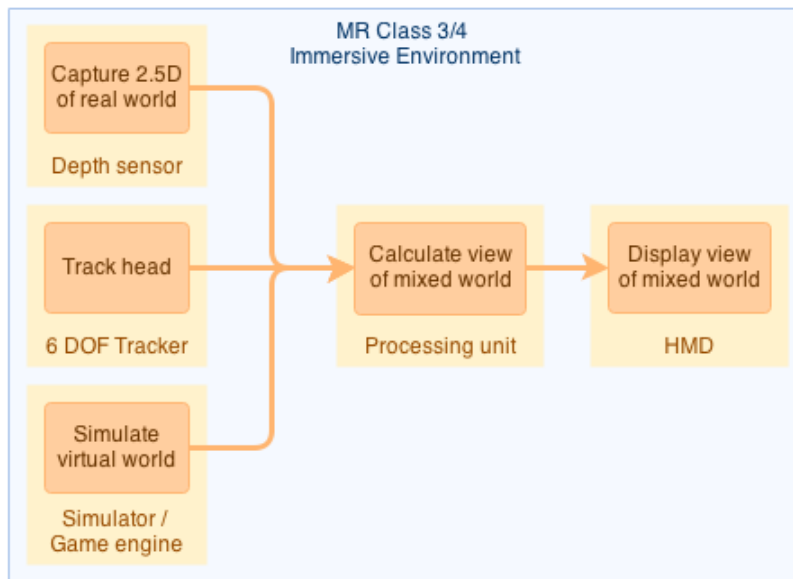 MR Class 3/4
Immersive Environment
Capture 2.5D
of real world
Depth sensor
Track head
6 DOF Tracker
Simulate
virtual world
Simulator /
Game engine
Calculate view
of mixed world
Processing unit
Display view
of mixed world
HMD